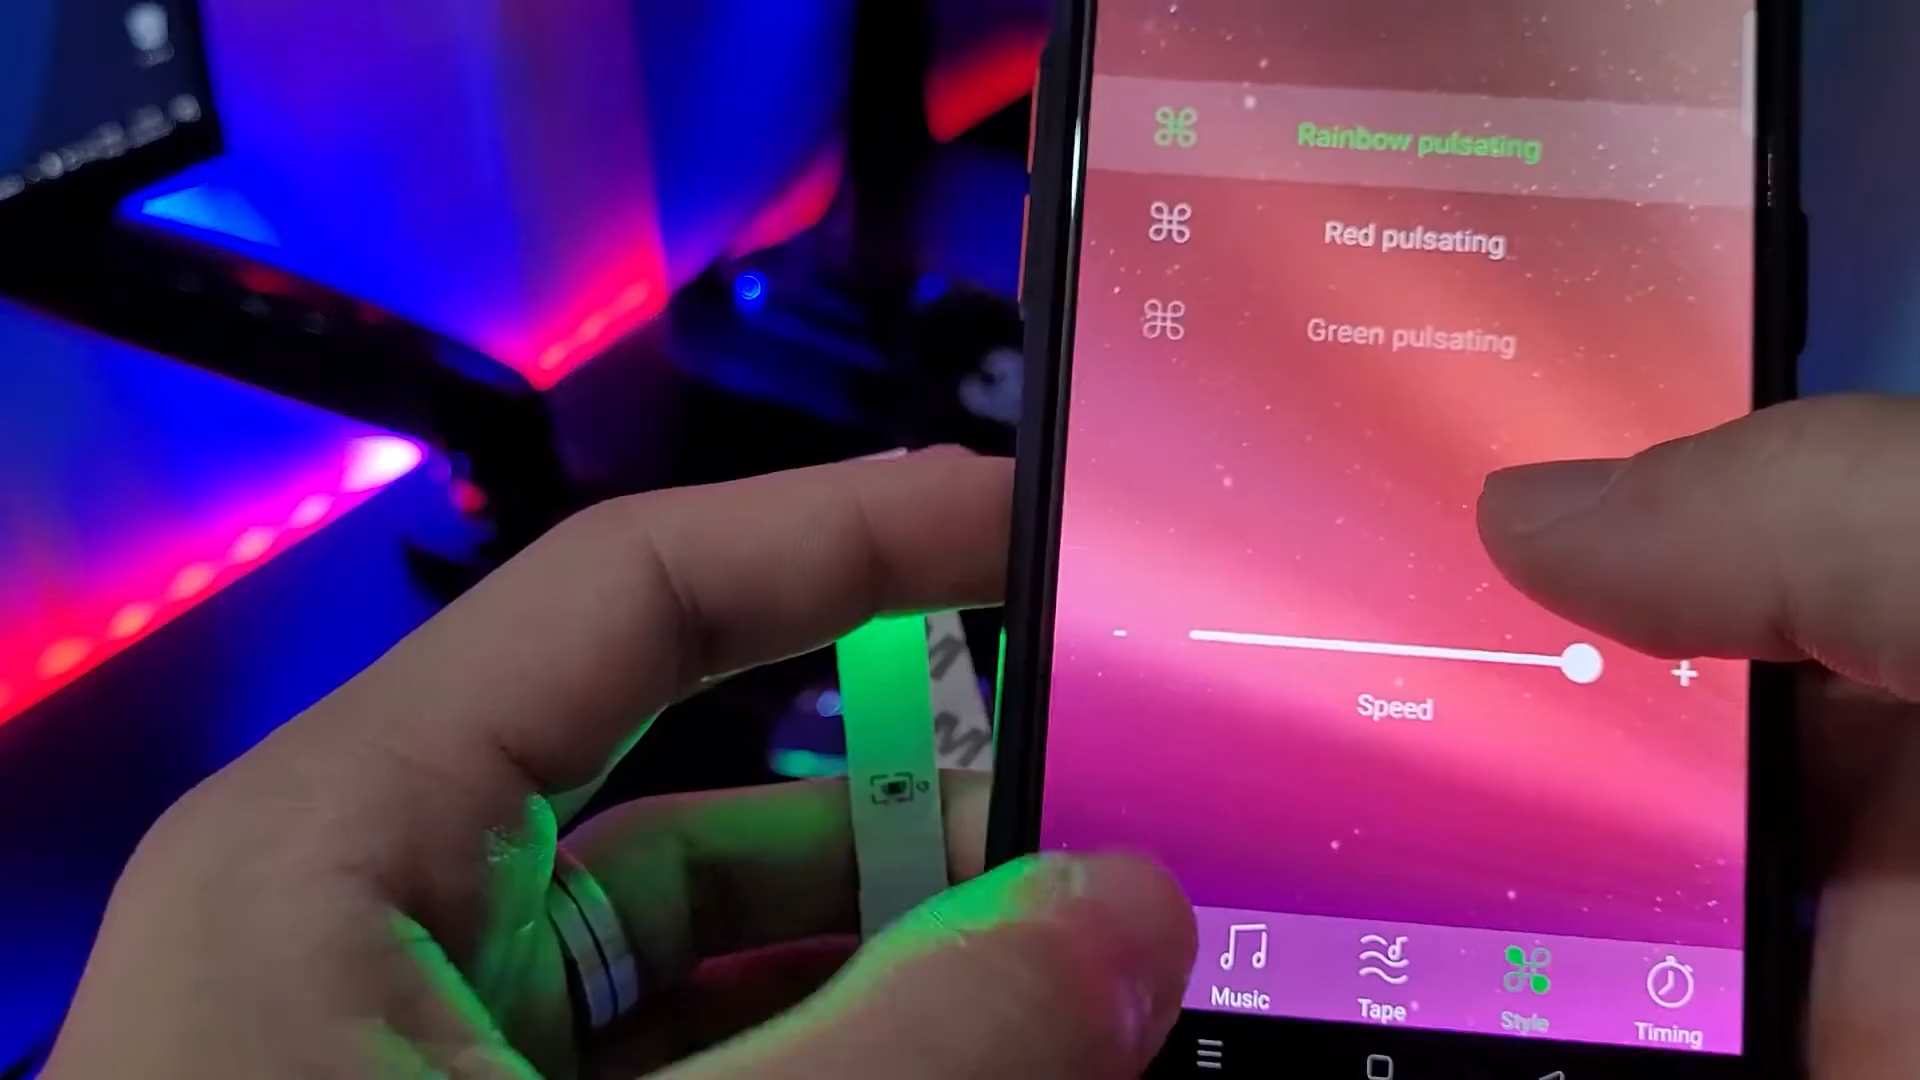 Rainbow pulsating
Red pulsating
Green pulsating
- +
Speed
Music
Tape
Style
Timing